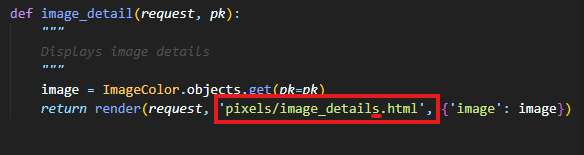 def image_detail(request, pk):
"""
Displays image details
"""
image = ImageColor.objects.get(pk=pk)
return render(request, 'pixels/image_details.html', {'image': image})